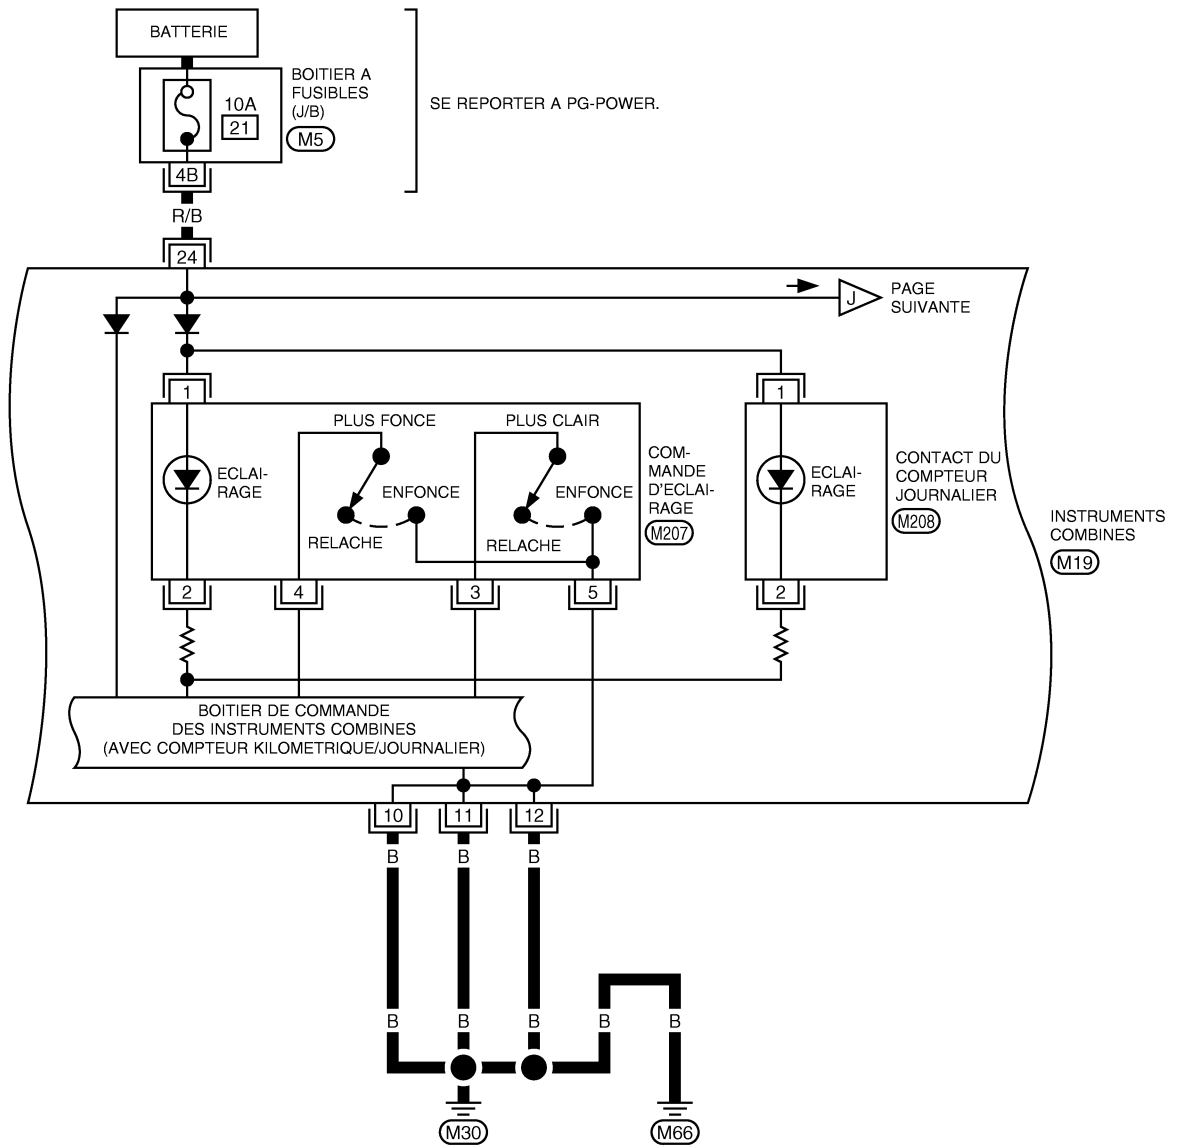 BATTERIE
BOITIER A
FUSIBLES
(J/B)
M5
10A
21
SE REPORTER A PG-POWER.
4B
R/B
24
J
PAGE
SUIVANTE
1
1
PLUS FONCE
PLUS CLAIR
ECLAI-
RAGE
ENFONCE
RELACHE
ENFONCE
RELACHE
COM-
MANDE
D'ECLAI-
RAGE
M207
ECLAI-
RAGE
CONTACT DU
COMPTEUR
JOURNALIER
M208
INSTRUMENTS
COMBINES
M19
2
4
3
5
2
BOITIER DE COMMANDE
DES INSTRUMENTS COMBINES
(AVEC COMPTEUR KILOMETRIQUE/JOURNALIER)
10
11
12
B
B
B
B
B
B
B
B
M30
M66